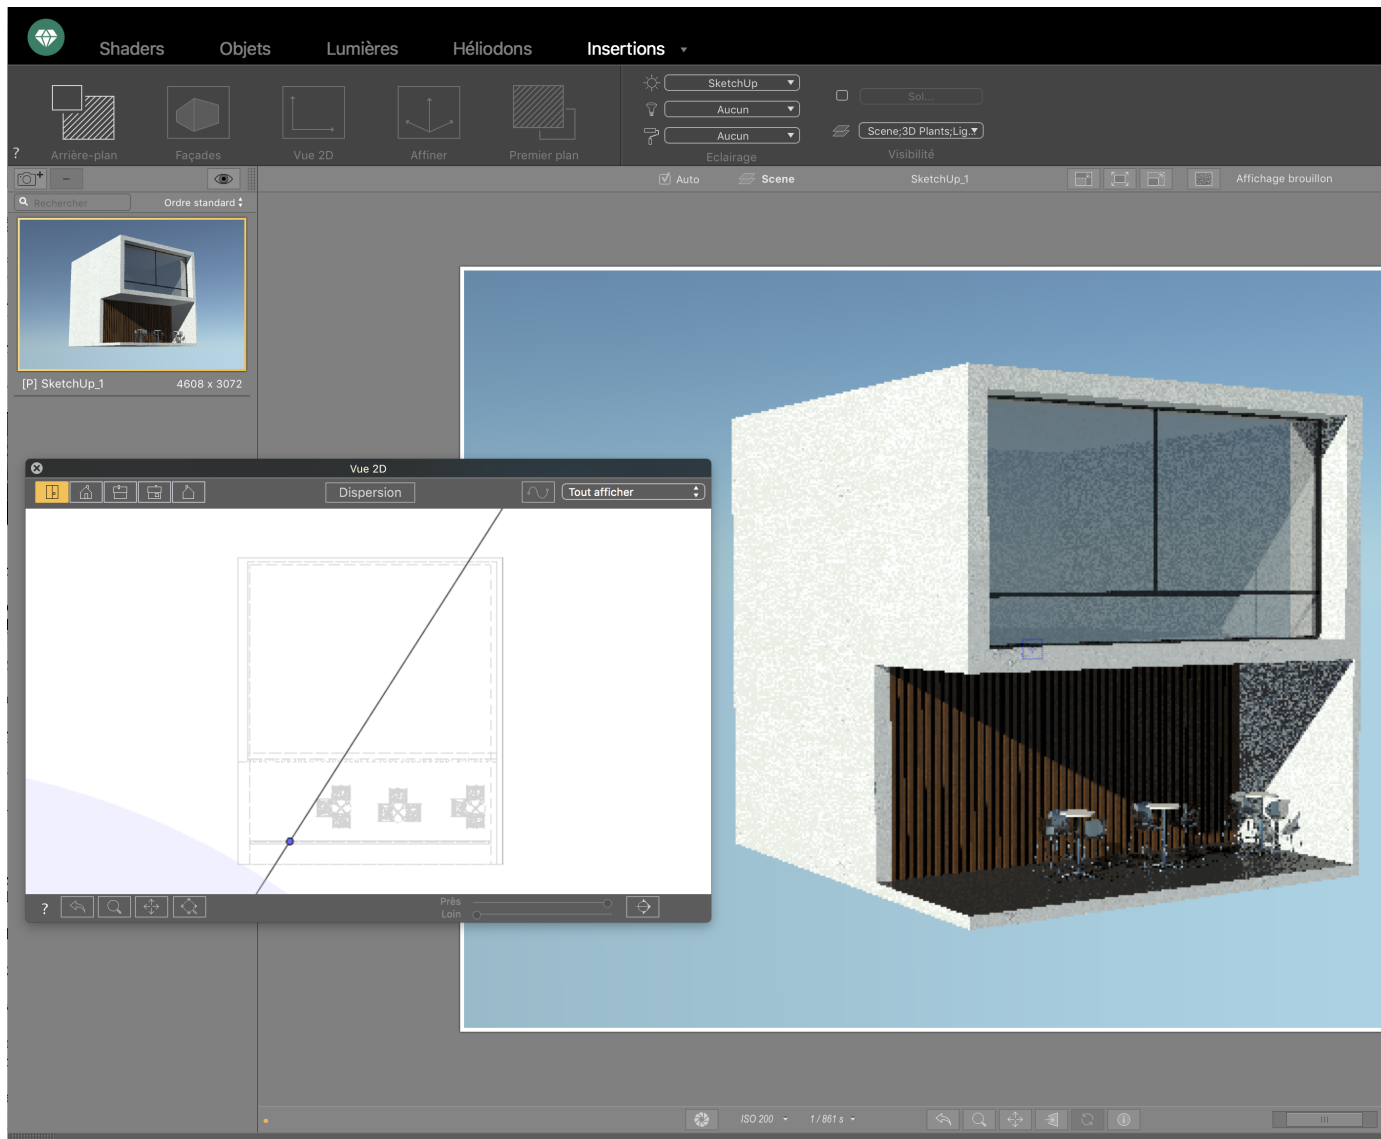 Shaders Objets Lumières Héliodons Insertions
SketchUp
Aucun
Sol...
Aucun
Scene;3D Plants;Lig..
? Arrière-plan Façades Vue 2D Affiner Premier plan Eclairage Visibilité
Auto Scene SketchUp_1 Affichage brouillon
Rechercher Ordre standard
[P] SketchUp_1 4608 x 3072
Vue 2D
Dispersion Tout afficher
Près
? Loin
ISO 200 1 / 861 s